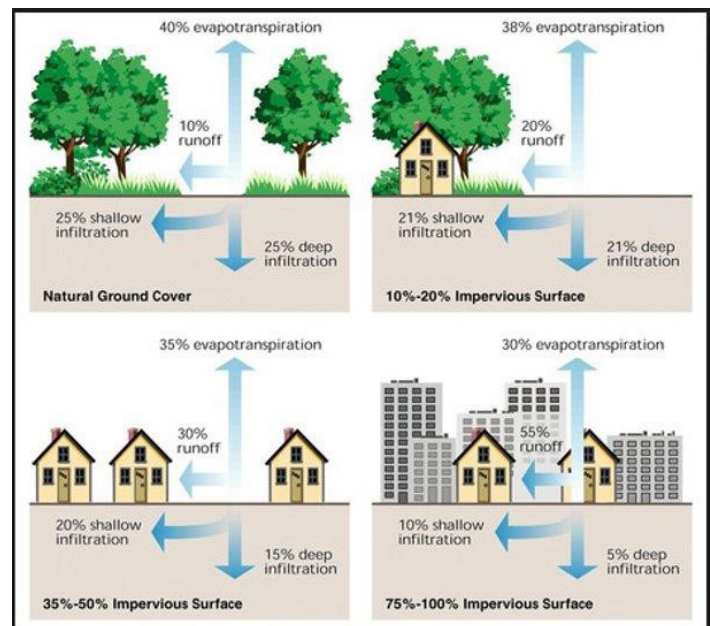 40% evapotranspiration
10%
runoff
25% shallow
infiltration
25% deep
infiltration
Natural Ground Cover
38% evapotranspiration
20%
runoff
21% shallow
infiltration
21% deep
infiltration
10%-20% Impervious Surface
35% evapotranspiration
30%
runoff
20% shallow
infiltration
15% deep
infiltration
35%-50% Impervious Surface
30% evapotranspiration
55%
runoff
10% shallow
infiltration
5% deep
infiltration
75%-100% Impervious Surface